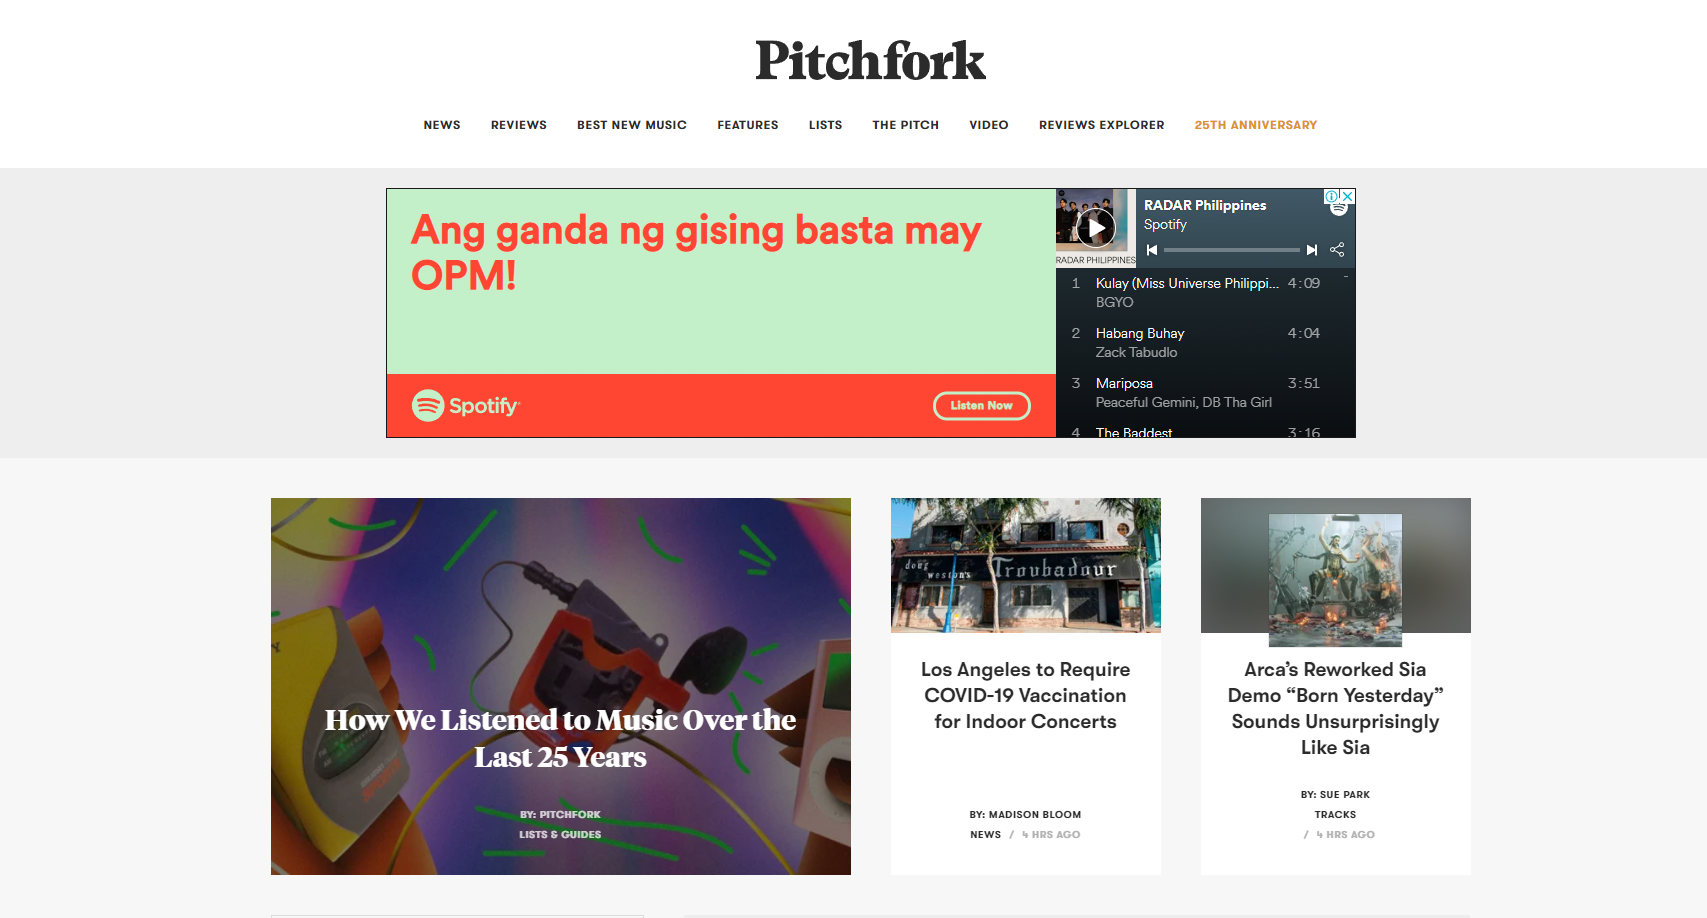 Pitchfork
NEWS REVIEWS BEST NEW MUSIC FEATURES LISTS THE PITCH VIDEO REVIEWS EXPLORER 25TH ANNIVERSARY
Ang ganda ng gising basta may
OPM!
Spotify
Listen Now
RADAR PHILIPPINES
RADAR Philippines
Spotify
1 Kulay (Miss Universe Philippi... 4:09
BGYO
2 Habang Buhay 4:04
Zack Tabudlo
3 Mariposa 3:51
Peaceful Gemini, DB Tha Girl
4 The Baddest 3:16
How We Listened to Music Over the
Last 25 Years
BY: PITCHFORK
LISTS & GUIDES
doug weston's Troubadour
Los Angeles to Require
COVID-19 Vaccination
for Indoor Concerts
BY: MADISON BLOOM
NEWS / 4 HRS AGO
Arca’s Reworked Sia
Demo “Born Yesterday”
Sounds Unsurprisingly
Like Sia
BY: SUE PARK
TRACKS
/ 4 HRS AGO